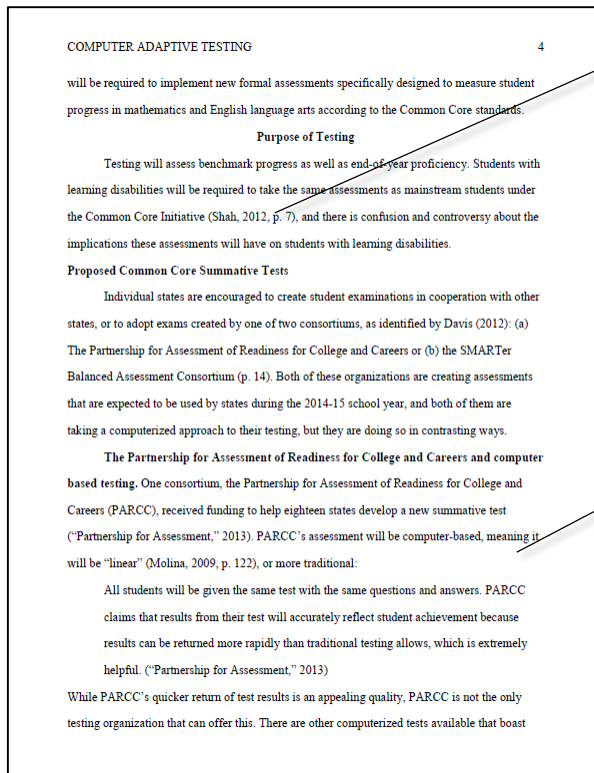 COMPUTER ADAPTIVE TESTING 4
will be required to implement new formal assessments specifically designed to measure student
progress in mathematics and English language arts according to the Common Core standards.
Purpose of Testing
Testing will assess benchmark progress as well as end-of-year proficiency. Students with
learning disabilities will be required to take the same assessments as mainstream students under
the Common Core Initiative (Shah, 2012, p. 7), and there is confusion and controversy about the
implications these assessments will have on students with learning disabilities.
Proposed Common Core Summative Tests
Individual states are encouraged to create student examinations in cooperation with other
states, or to adopt exams created by one of two consortiums, as identified by Davis (2012): (a)
The Partnership for Assessment of Readiness for College and Careers or (b) the SMARTer
Balanced Assessment Consortium (p. 14). Both of these organizations are creating assessments
that are expected to be used by states during the 2014-15 school year, and both of them are
taking a computerized approach to their testing, but they are doing so in contrasting ways.
The Partnership for Assessment of Readiness for College and Careers and computer
based testing. One consortium, the Partnership for Assessment of Readiness for College and
Careers (PARCC), received funding to help eighteen states develop a new summative test
(“Partnership for Assessment,” 2013). PARCC’s assessment will be computer-based, meaning it
will be “linear” (Molina, 2009, p. 122), or more traditional:
All students will be given the same test with the same questions and answers. PARCC
claims that results from their test will accurately reflect student achievement because
results can be returned more rapidly than traditional testing allows, which is extremely
helpful. (“Partnership for Assessment,” 2013)
While PARCC’s quicker return of test results is an appealing quality, PARCC is not the only
testing organization that can offer this. There are other computerized tests available that boast